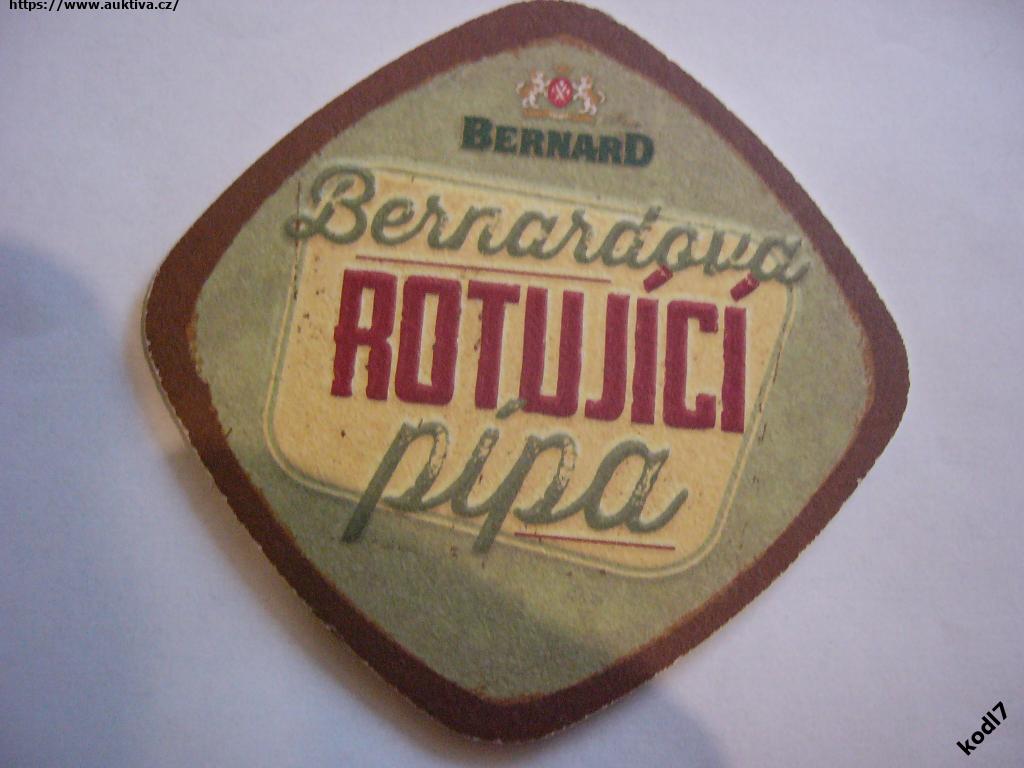 https://www.auktiva.cz/
BERNARD
Bernardova
ROTUJÍCÍ
pípa
kodl7